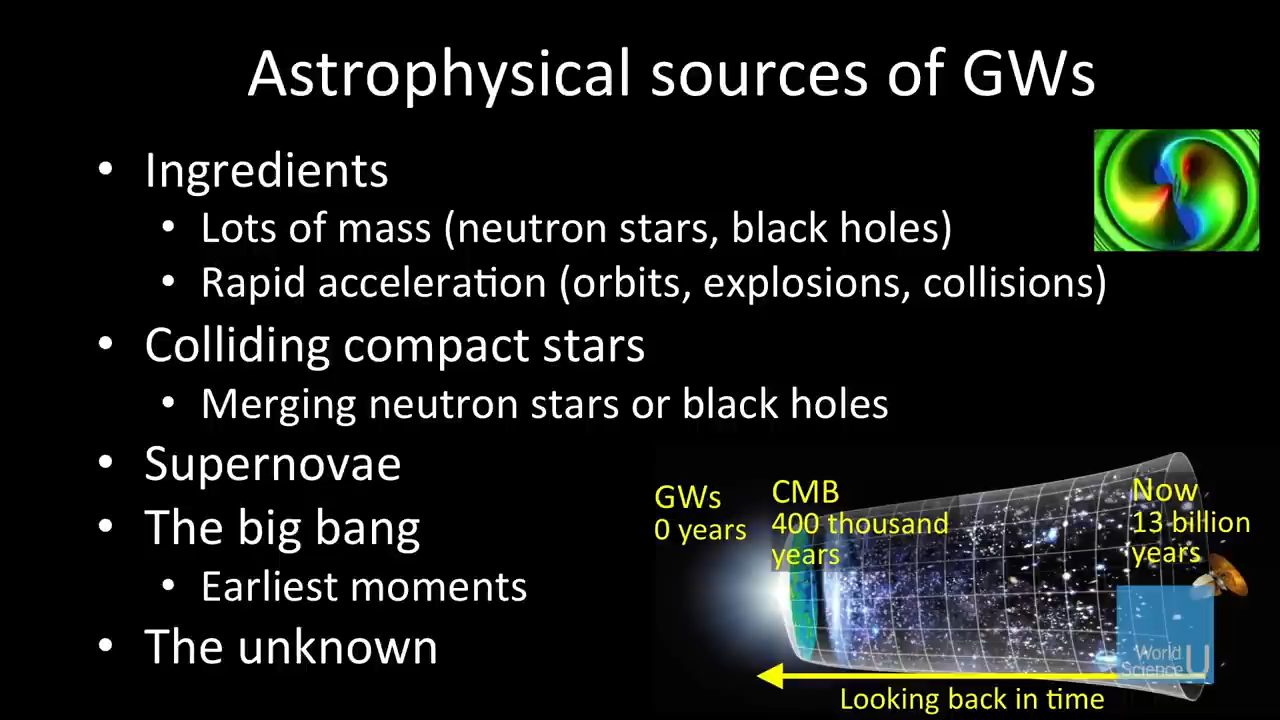 Astrophysical sources of GWs
• Ingredients
• Lots of mass (neutron stars, black holes)
• Rapid acceleration (orbits, explosions, collisions)
• Colliding compact stars
• Merging neutron stars or black holes
• Supernovae
• The big bang
• Earliest moments
• The unknown
GWs
0 years
CMB
400 thousand
years
Now
13 billion
years
World
Science U
Looking back in time